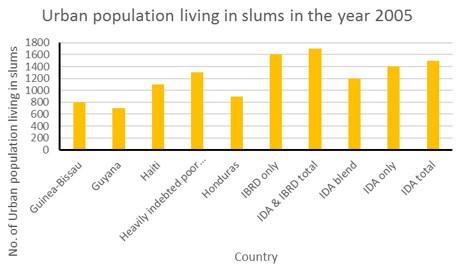 Urban population living in slums in the year 2005
No. of Urban population living in slums
1800
1600
1400
1200
1000
800
600
400
200
0
Guinea-Bissau
Guyana
Haiti
Heavily indebted poor...
Honduras
IBRD only
IDA & IBRD total
IDA blend
IDA only
IDA total
Country